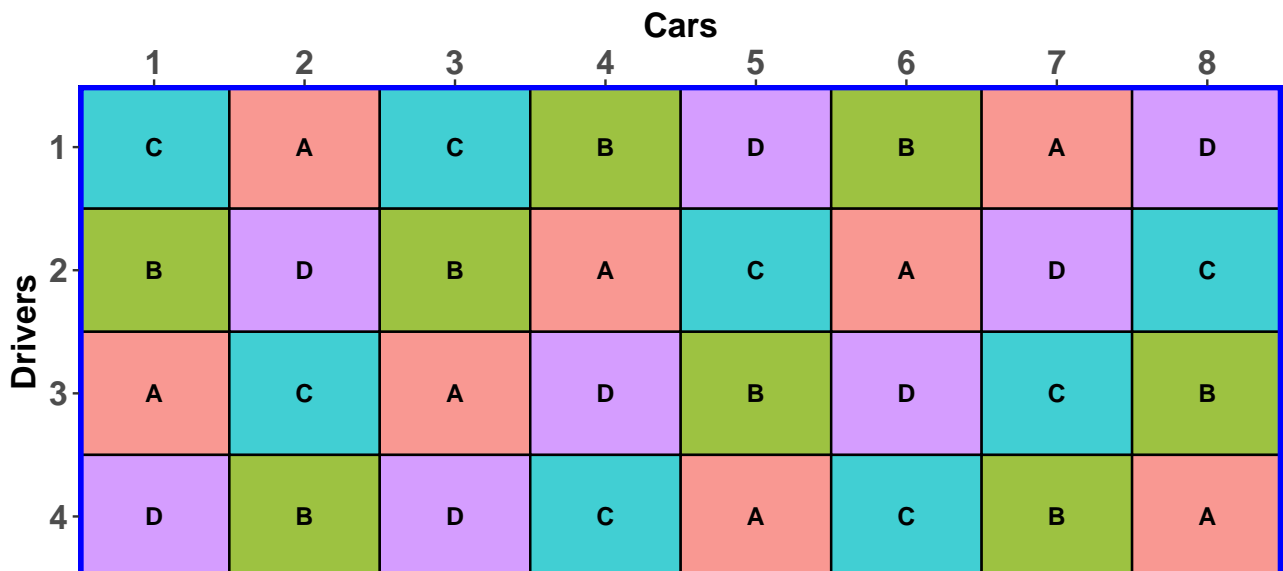 Cars
1 2 3 4 5 6 7 8
Drivers
1 C A C B D B A D
2 B D B A C A D C
3 A C A D B D C B
4 D B D C A C B A